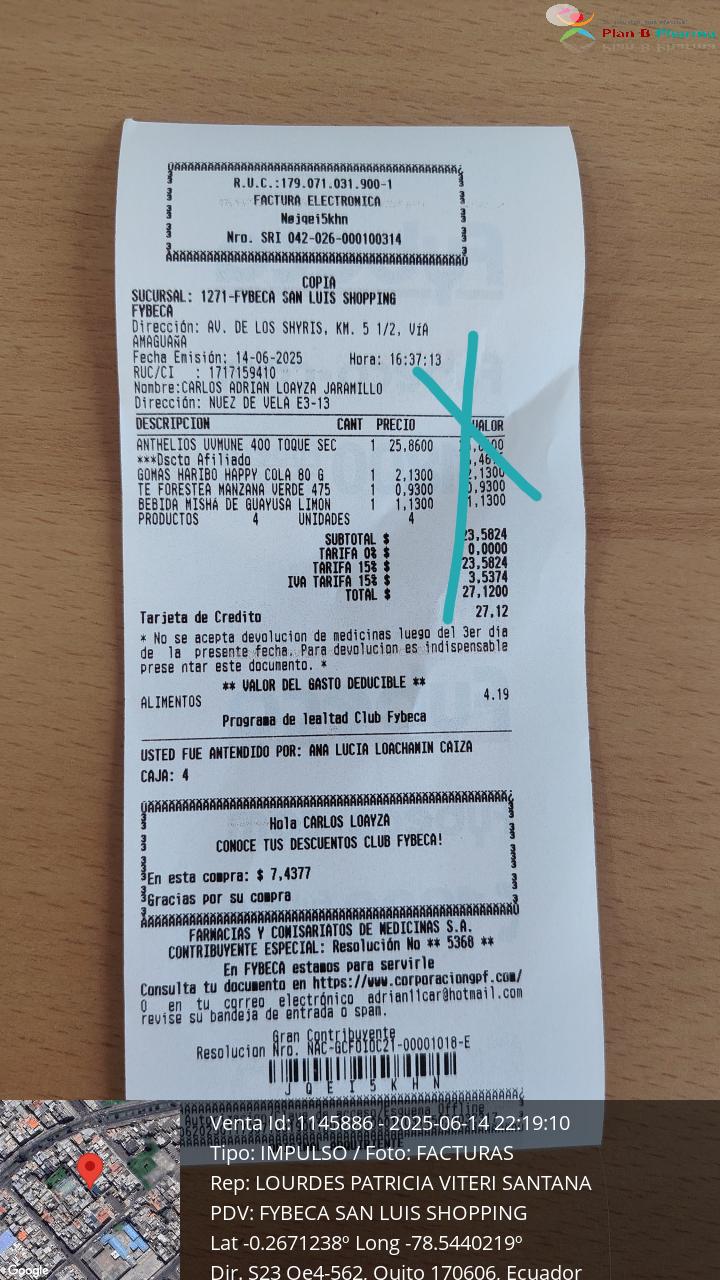 Plan B Pharma
R.U.C.:179.071.031.900-1
FACTURA ELECTRONICA
Nøjqei5khn
Nro. SRI 042-026-000100314
COPIA
SUCURSAL: 1271-FYBECA SAN LUIS SHOPPING
FYBECA
Dirección: AV. DE LOS SHYRIS, KM. 5 1/2, Vía
AMAGUAña
Fecha Emisión: 14-06-2025 Hora: 16:37:13
RUC/CI : 1717159410
Nombre:CARLOS ADRIAN LOAYZA JARAMILLO
Dirección: NUEZ DE VELA E3-13
DESCRIPCION CANT PRECIO VALOR
ANTHELIOS UVMUNE 400 TOQUE SEC 1 25,8600
***Dscto Afiliado
GOMAS HARIBO HAPPY COLA 80 G 1 2,1300 2,1300
TE FORESTEA MANZANA VERDE 475 1 0,9300 0,9300
BEBIDA MISHA DE GUAYUSA LIMON 1 1,1300 1,1300
PRODUCTOS 4 UNIDADES 4
SUBTOTAL $ 23,5824
TARIFA 0% $ 0,0000
TARIFA 15% $ 23,5824
IVA TARIFA 15% $ 3,5374
TOTAL $ 27,1200
Tarjeta de Credito 27,12
* No se acepta devolucion de medicinas luego del 3er dia
de la presente fecha. Para devolucion es indispensable
prese ntar este documento. *
** VALOR DEL GASTO DEDUCIBLE **
ALIMENTOS 4.19
Programa de lealtad Club Fybeca
USTED FUE ANTENDIDO POR: ANA LUCIA LOACHAMIN CAIZA
CAJA: 4
Hola CARLOS LOAYZA
CONOCE TUS DESCUENTOS CLUB FYBECA!
En esta compra: $ 7,4377
Gracias por su compra
FARMACIAS Y COMISARIATOS DE MEDICINAS S.A.
CONTRIBUYENTE ESPECIAL: Resolución No ** 5368 **
En FYBECA estamos para servirle
Consulta tu documento en https://www.corporaciongpf.com/
O en tu correo electrónico adrian11car@hotmail.com
revise su bandeja de entrada o spam.
Gran Contribuyente
Resolucion Nro. NAC-GCFOIOC21-00001018-E
J Q E I 5 K H N
Venta Id: 1145886 - 2025-06-14 22:19:10
Tipo: IMPULSO / Foto: FACTURAS
Rep: LOURDES PATRICIA VITERI SANTANA
PDV: FYBECA SAN LUIS SHOPPING
Lat -0.2671238º Long -78.5440219º
Dir. S23 Oe4-562, Quito 170606, Ecuador
Google